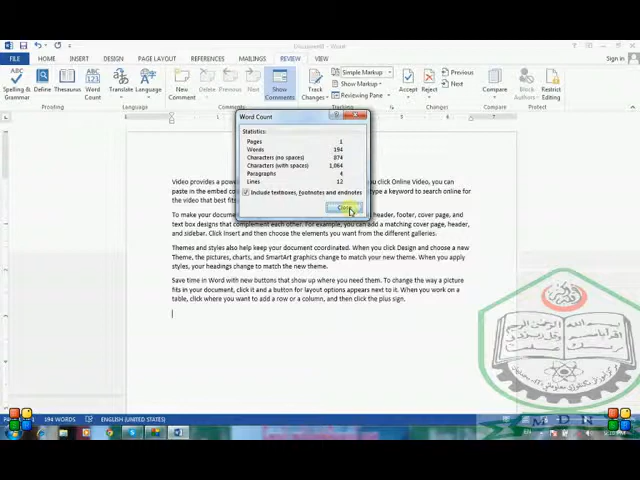 Document1 - Word
Sign in
FILE HOME INSERT DESIGN PAGE LAYOUT REFERENCES MAILINGS REVIEW VIEW
Spelling & Grammar
Define
Thesaurus
Word Count
Translate
Language
New Comment
Delete
Previous
Next
Show Comments
Track Changes
Simple Markup
Show Markup
Reviewing Pane
Accept
Reject
Previous
Next
Compare
Proofing
Tracking
Word Count
Statistics:
Pages 1
Words 194
Characters (no spaces) 874
Characters (with spaces) 1,064
Paragraphs 4
Lines 12
Include textboxes, footnotes and endnotes
Close
Video provides a you click Online Video, you can
paste in the embed co type a keyword to search online for
the video that best fits
To make your document header, footer, cover page, and
text box designs that complement each other. For example, you can add a matching cover page, header,
and sidebar. Click Insert and then choose the elements you want from the different galleries.
Themes and styles also help keep your document coordinated. When you click Design and choose a new
Theme, the pictures, charts, and SmartArt graphics change to match your new theme. When you apply
styles, your headings change to match the new theme.
Save time in Word with new buttons that show up where you need them. To change the way a picture
fits in your document, click it and a button for layout options appears next to it. When you work on a
table, click where you want to add a row or a column, and then click the plus sign.
194 WORDS ENGLISH (UNITED STATES)
M D N
EN